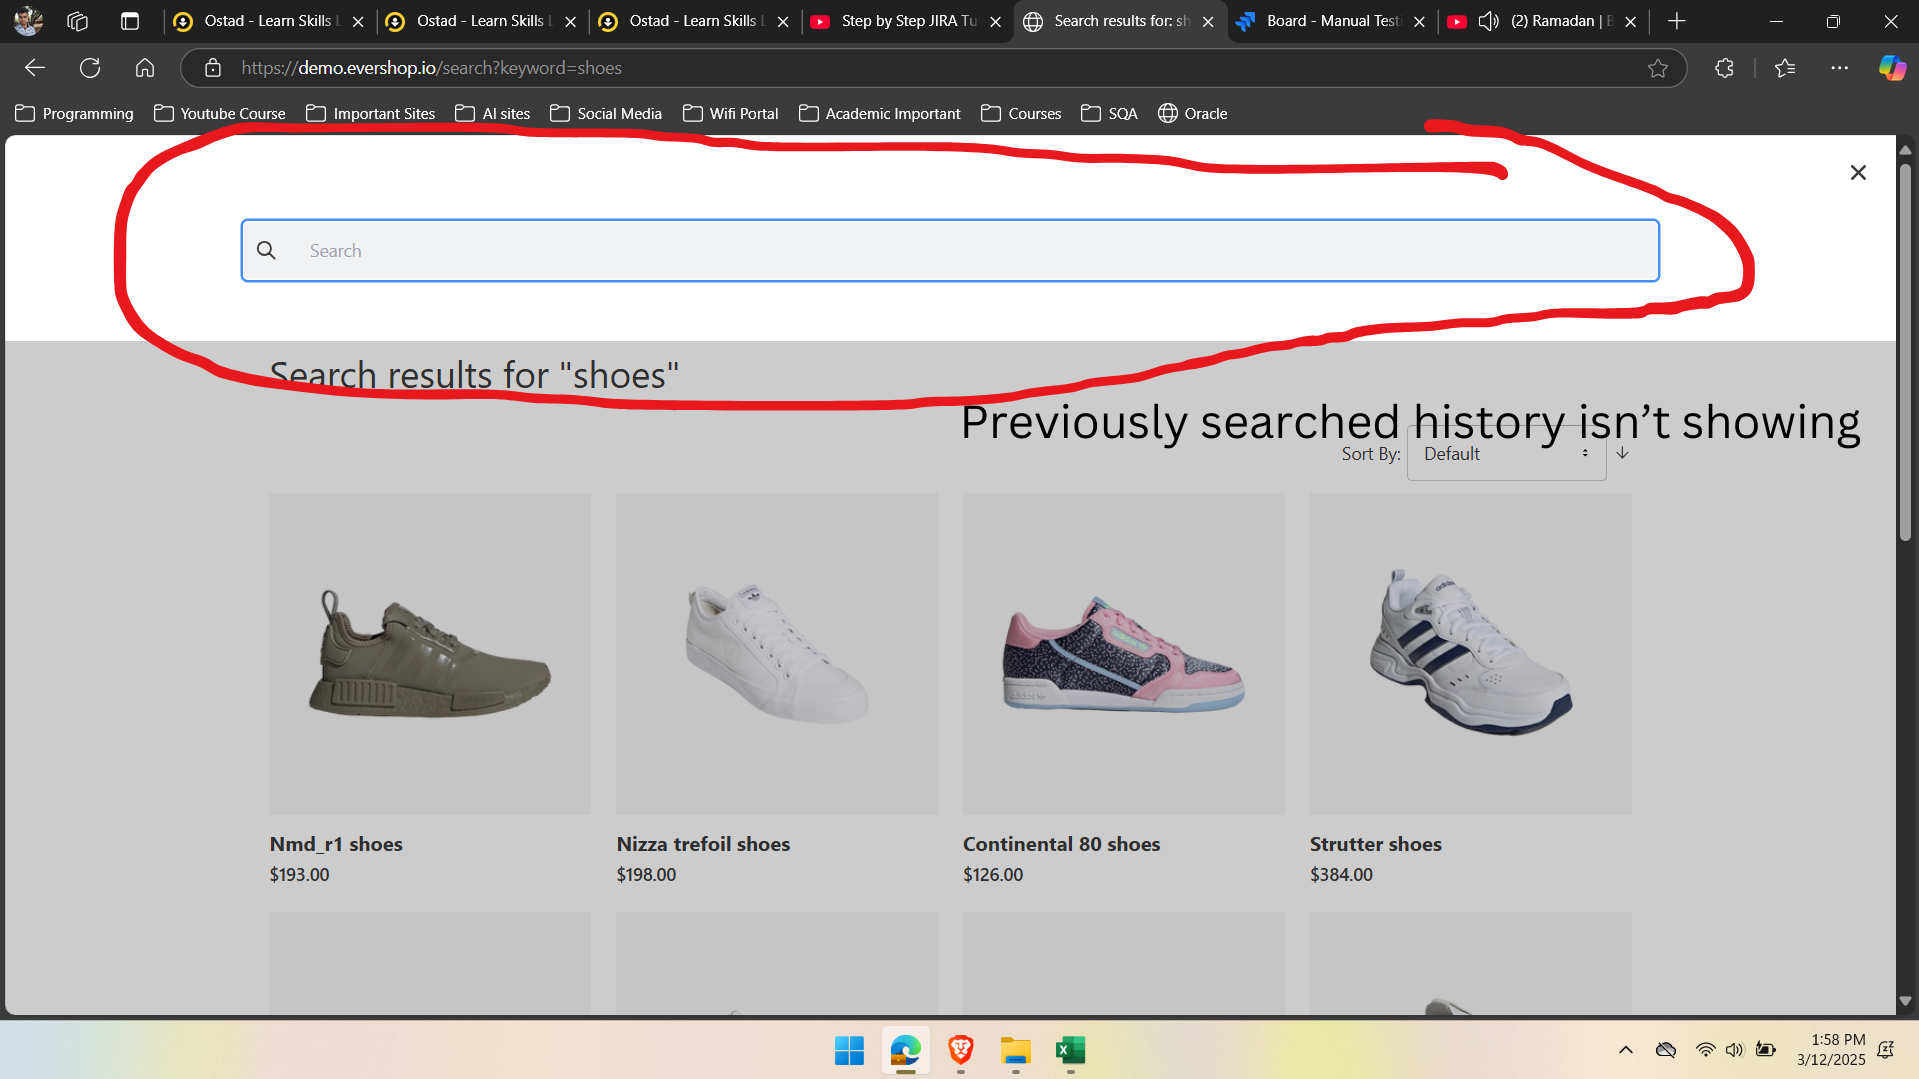 Ostad - Learn Skills L
Ostad - Learn Skills L
Ostad - Learn Skills L
Step by Step JIRA Tu
Search results for: sh
Board - Manual Testi
(2) Ramadan | B
https://demo.evershop.io/search?keyword=shoes
Programming
Youtube Course
Important Sites
AI sites
Social Media
Wifi Portal
Academic Important
Courses
SQA
Oracle
Search
Search results for "shoes"
Previously searched history isn’t showing
Sort By: Default
Nmd_r1 shoes
$193.00
Nizza trefoil shoes
$198.00
Continental 80 shoes
$126.00
Strutter shoes
$384.00
1:58 PM
3/12/2025